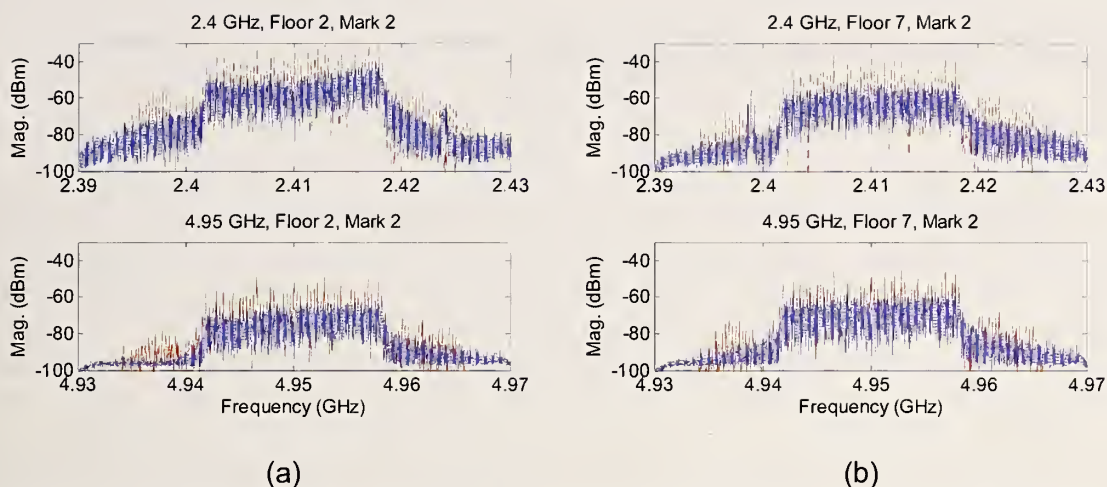 2.4 GHz, Floor 2, Mark 2
Mag. (dBm)
-40
-60
-80
-100
2.39 2.4 2.41 2.42 2.43
4.95 GHz, Floor 2, Mark 2
Mag. (dBm)
-40
-60
-80
-100
4.93 4.94 4.95 4.96 4.97
Frequency (GHz)
(a)
2.4 GHz, Floor 7, Mark 2
Mag. (dBm)
-40
-60
-80
-100
2.39 2.4 2.41 2.42 2.43
4.95 GHz, Floor 7, Mark 2
Mag. (dBm)
-40
-60
-80
-100
4.93 4.94 4.95 4.96 4.97
Frequency (GHz)
(b)